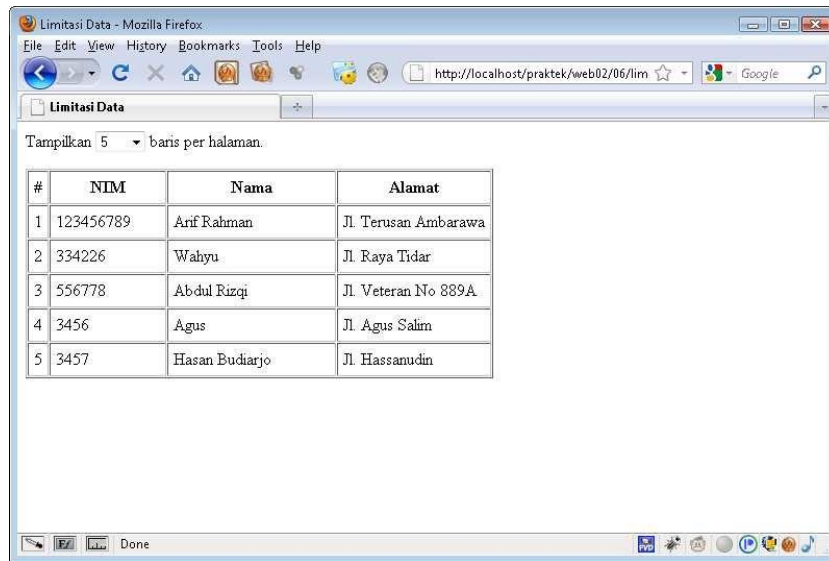 Limitasi Data - Mozilla Firefox
File Edit View History Bookmarks Tools Help
http://localhost/praktek/web02/06/lim Google
Limitasi Data
Tampilkan 5 baris per halaman.
# NIM Nama Alamat
1 123456789 Arif Rahman Jl. Terusan Ambarawa
2 334226 Wahyu Jl. Raya Tidar
3 556778 Abdul Rizqi Jl. Veteran No 889A
4 3456 Agus Jl. Agus Salim
5 3457 Hasan Budiarjo Jl. Hassanudin
Done